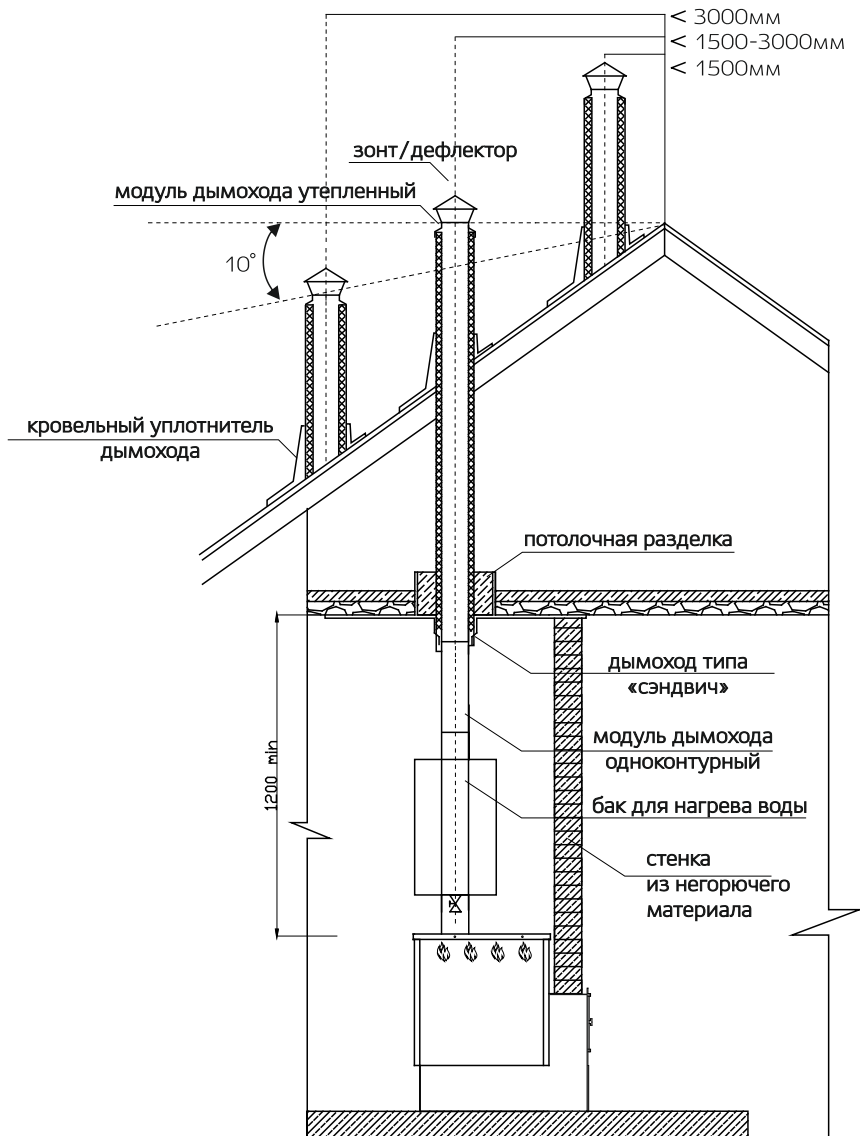 < 3000мм
< 1500-3000мм
< 1500мм
зонт/дефлектор
модуль дымохода утепленный
10°
кровельный уплотнитель
дымохода
потолочная разделка
дымоход типа
«сэндвич»
модуль дымохода
одноконтурный
1200 min
бак для нагрева воды
стенка
из негорючего
материала